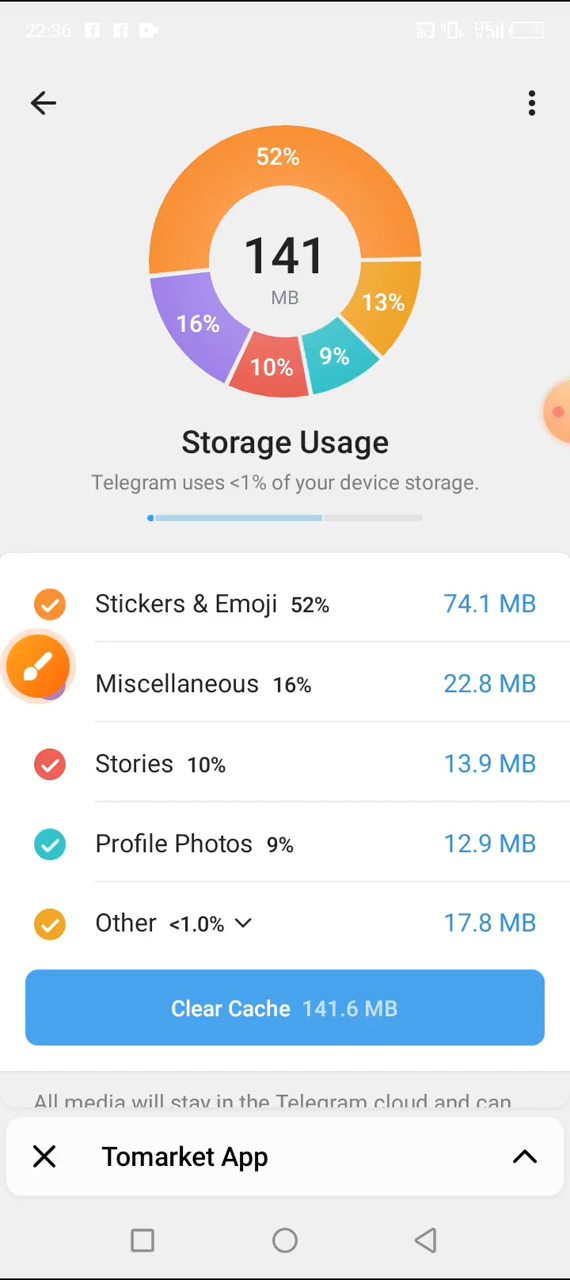 22:36
LTE
52%
141
MB
13%
16%
9%
10%
Storage Usage
Telegram uses <1% of your device storage.
Stickers & Emoji 52% 74.1 MB
Miscellaneous 16% 22.8 MB
Stories 10% 13.9 MB
Profile Photos 9% 12.9 MB
Other <1.0% 17.8 MB
Clear Cache 141.6 MB
All media will stay in the Telegram cloud and can
Tomarket App